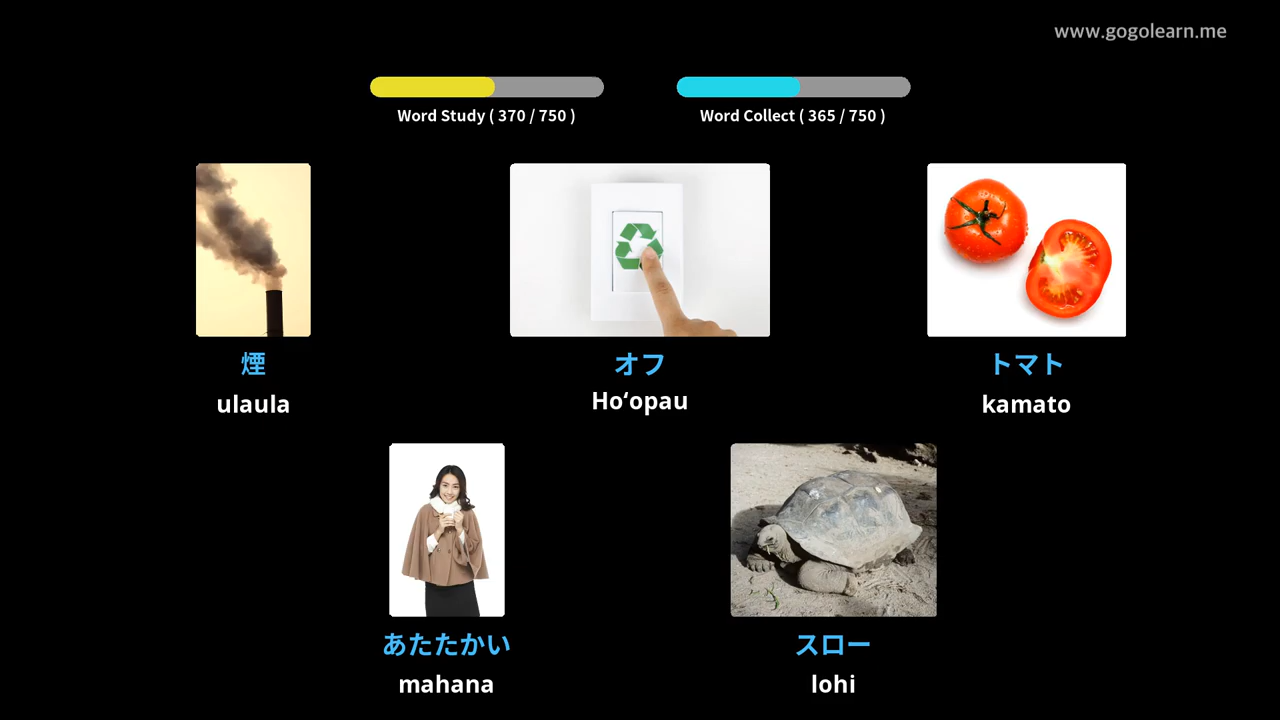 www.gogolearn.me
Word Study ( 370 / 750 )
Word Collect ( 365 / 750 )
煙
ulaula
オフ
Hoʻopau
トマト
kamato
あたたかい
mahana
スロー
lohi